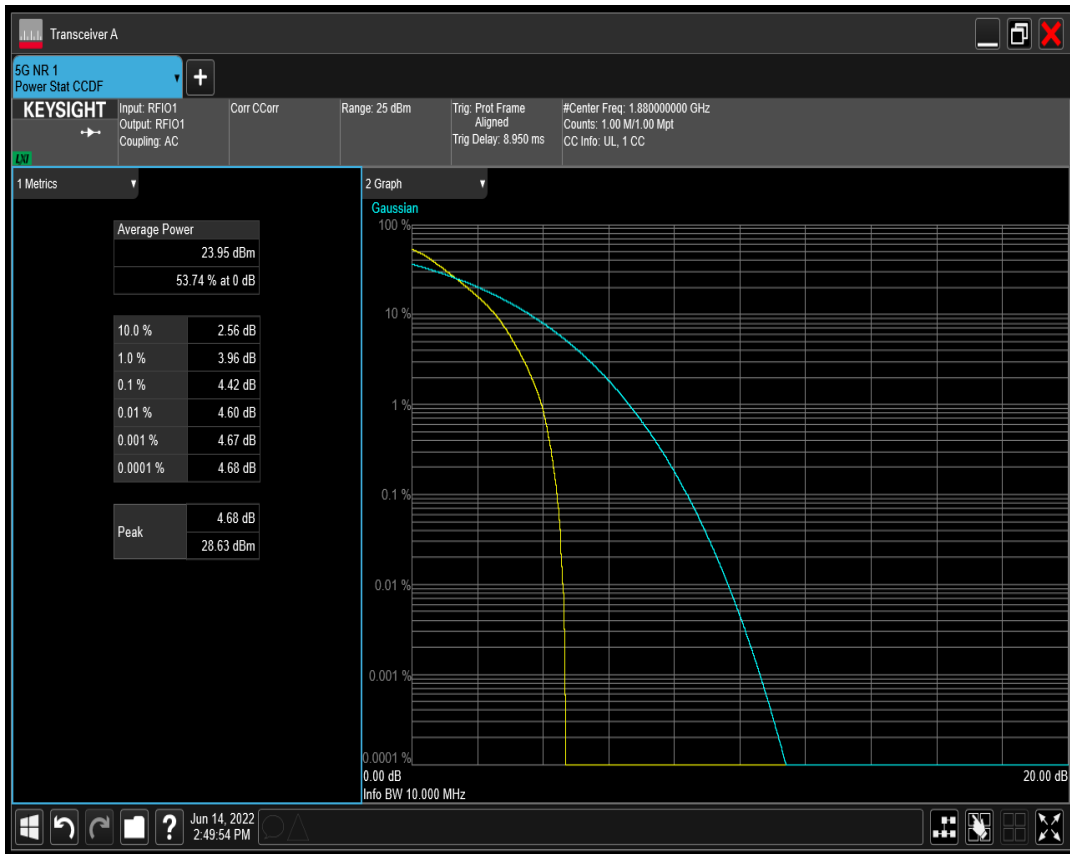 Transceiver A
5G NR 1
Power Stat CCDF
+
KEYSIGHT
LXI
Input: RFIO1
Output: RFIO1
Coupling: AC
Corr CCorr
Range: 25 dBm
Trig: Prot Frame
Aligned
Trig Delay: 8.950 ms
#Center Freq: 1.880000000 GHz
Counts: 1.00 M/1.00 Mpt
CC Info: UL, 1 CC
1 Metrics
Average Power
23.95 dBm
53.74 % at 0 dB
10.0 % 2.56 dB
1.0 % 3.96 dB
0.1 % 4.42 dB
0.01 % 4.60 dB
0.001 % 4.67 dB
0.0001 % 4.68 dB
Peak
4.68 dB
28.63 dBm
2 Graph
Gaussian
100 %
10 %
1 %
0.1 %
0.01 %
0.001 %
0.0001 %
0.00 dB 20.00 dB
Info BW 10.000 MHz
?
Jun 14, 2022
2:49:54 PM